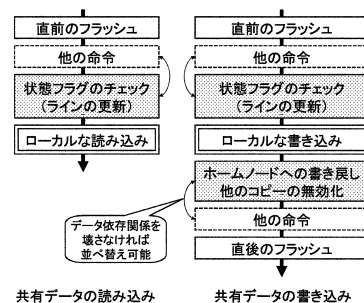 直前のフラッシュ
他の命令
状態フラグのチェック
(ラインの更新)
ローカルな読み込み
データ依存関係を
壊さなければ
並べ替え可能
共有データの読み込み
直前のフラッシュ
他の命令
状態フラグのチェック
(ラインの更新)
ローカルな書き込み
ホームノードへの書き戻し
他のコピーの無効化
他の命令
直後のフラッシュ
共有データの書き込み